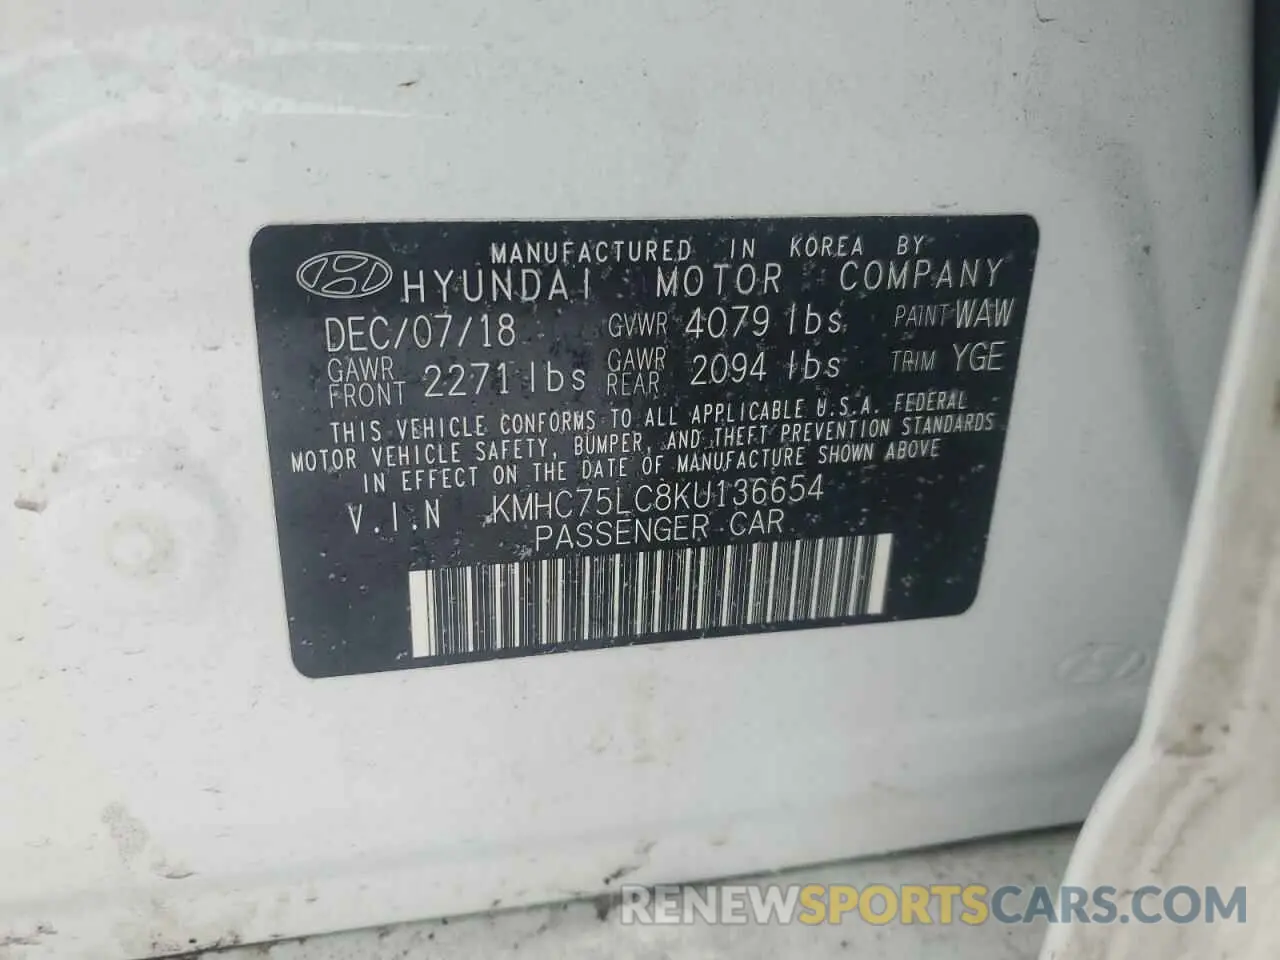 MANUFACTURED IN KOREA BY
HYUNDAI MOTOR COMPANY
DEC/07/18 GVWR 4079 lbs PAINT WAW
GAWR FRONT 2271 lbs GAWR REAR 2094 lbs TRIM YGE
THIS VEHICLE CONFORMS TO ALL APPLICABLE U.S.A. FEDERAL
MOTOR VEHICLE SAFETY, BUMPER, AND THEFT PREVENTION STANDARDS
IN EFFECT ON THE DATE OF MANUFACTURE SHOWN ABOVE
V.I.N KMHC75LC8KU136654
PASSENGER CAR
RENEWSPORTSCARS.COM